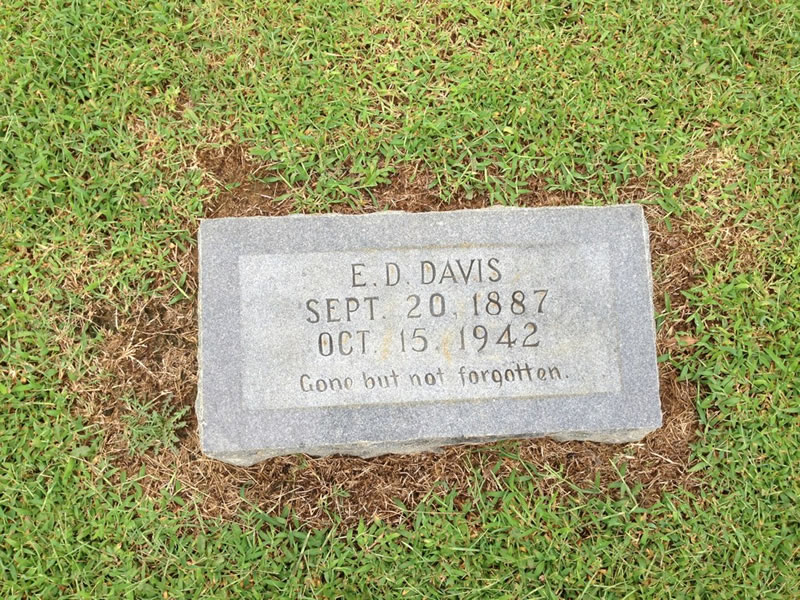 E. D. DAVIS
SEPT. 20, 1887
OCT. 15, 1942
Gone but not forgotten.